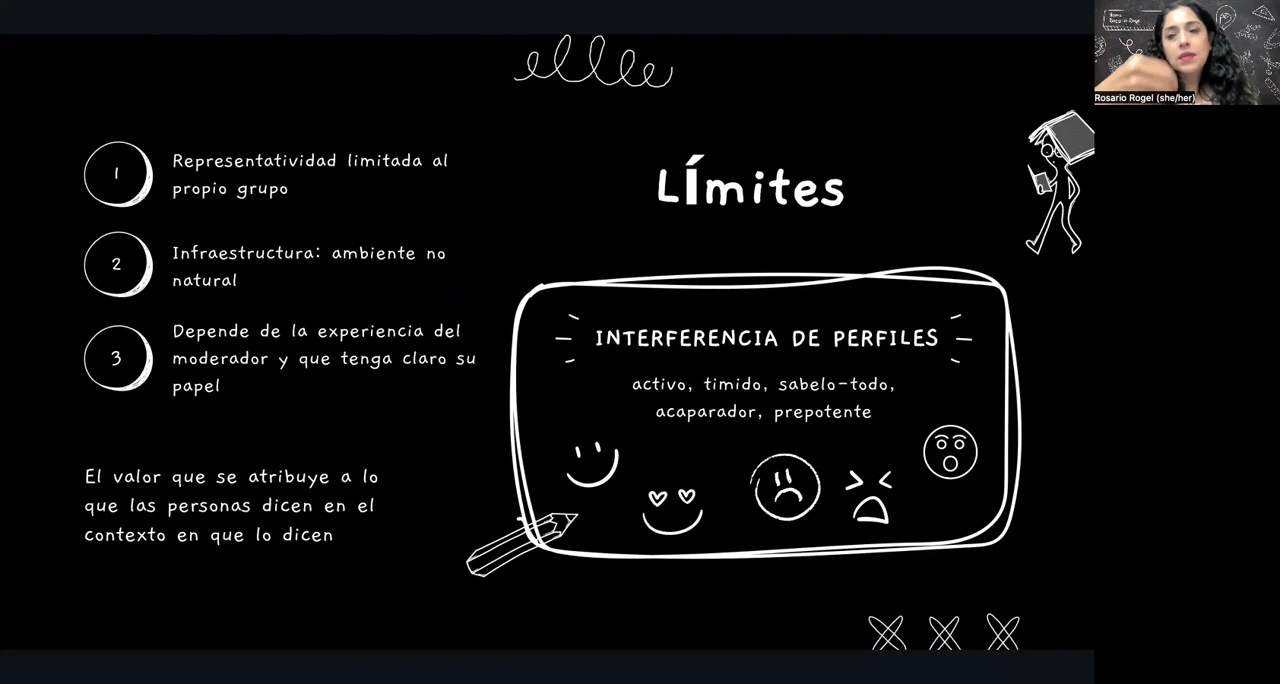 1
Representatividad limitada al
propio grupo
2
Infraestructura: ambiente no
natural
3
Depende de la experiencia del
moderador y que tenga claro su
papel
El valor que se atribuye a lo
que las personas dicen en el
contexto en que lo dicen
Límites
INTERFERENCIA DE PERFILES
activo, timido, sabelo-todo,
acaparador, prepotente
Rosario Rogel (she/her)